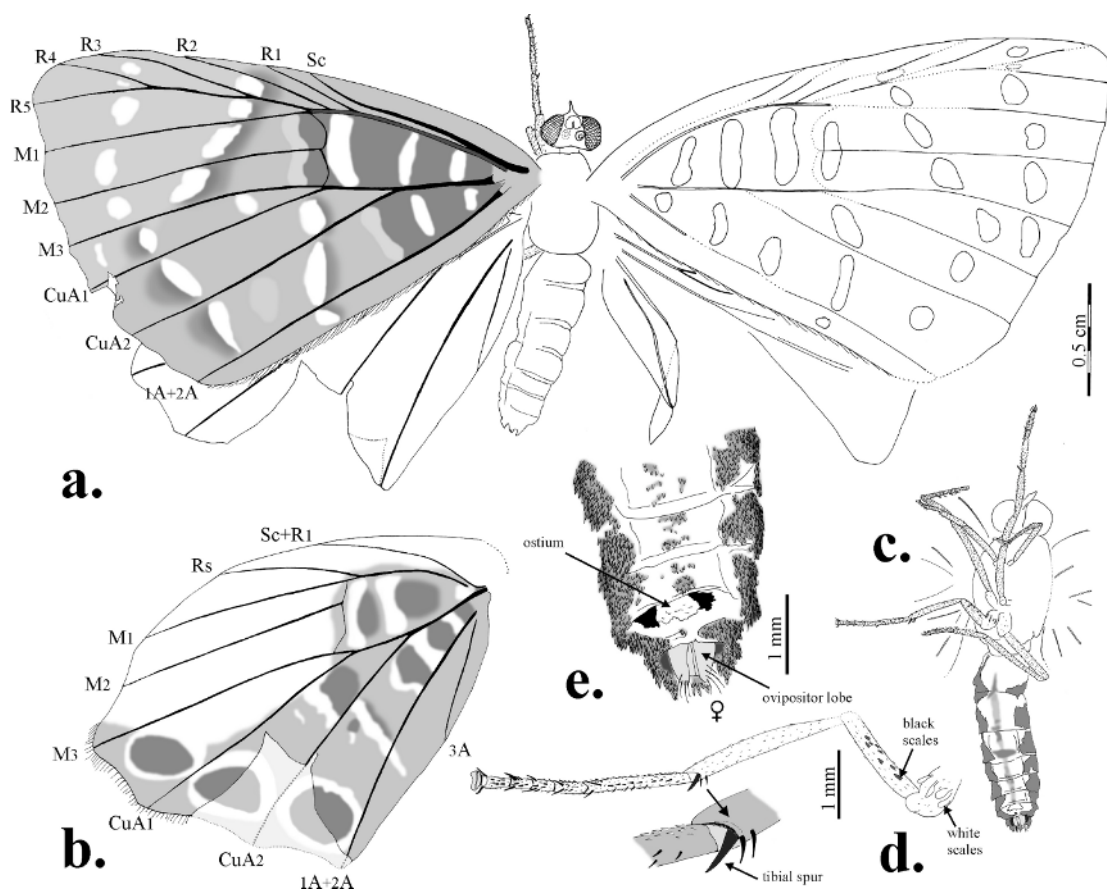 R4
R3
R2
R1
Sc
R5
M1
M2
M3
CuA1
CuA2
1A+2A
0.5 cm
a.
Sc+R1
Rs
M1
M2
M3
CuA1
CuA2
1A+2A
3A
b.
ostium
e.
1 mm
ovipositor lobe
♀
c.
black
scales
1 mm
white
scales
tibial spur
d.